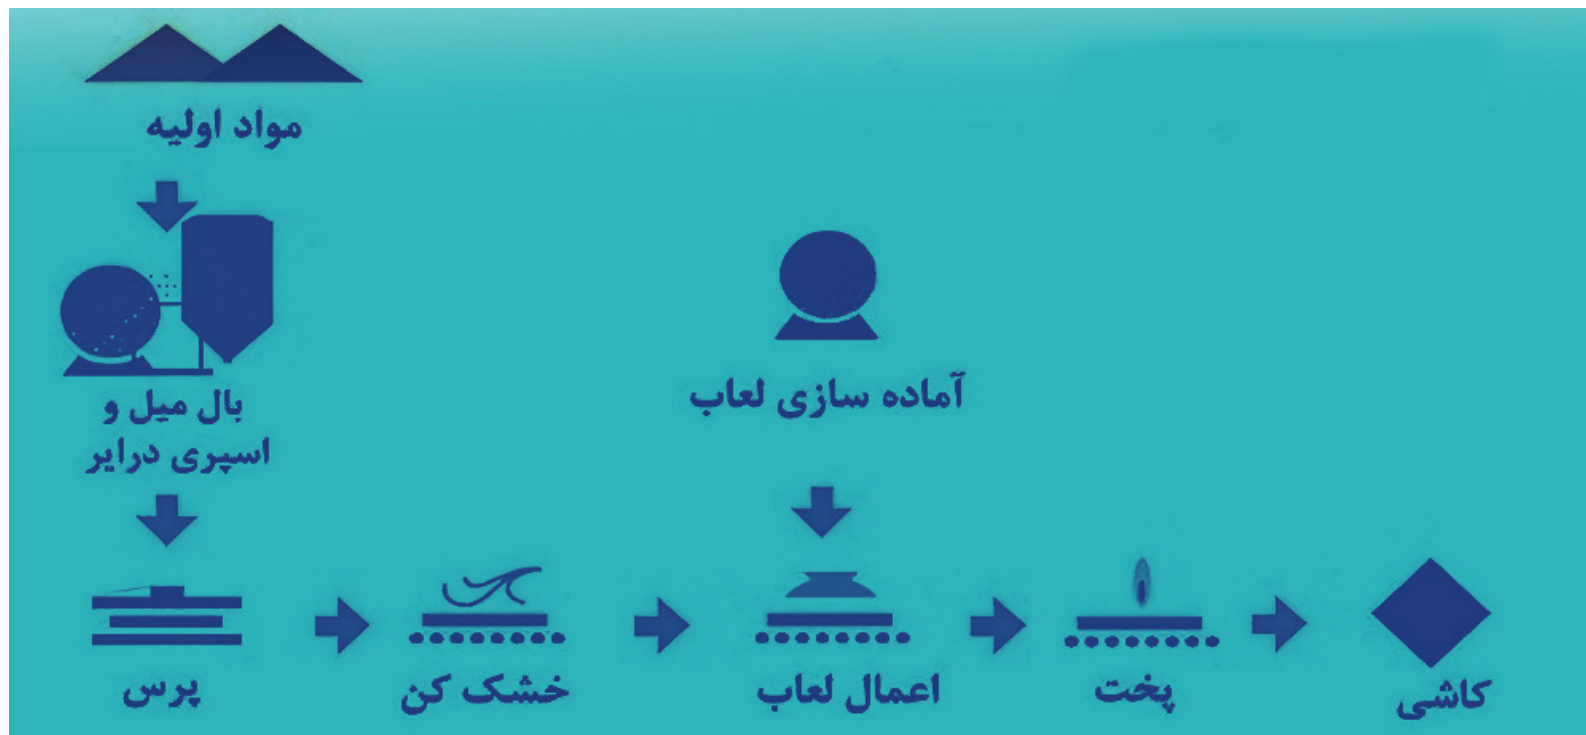 مواد اولیه
بال میل و
اسپری درایر
آماده سازی لعاب
پرس
خشک کن
اعمال لعاب
پخت
کاشی